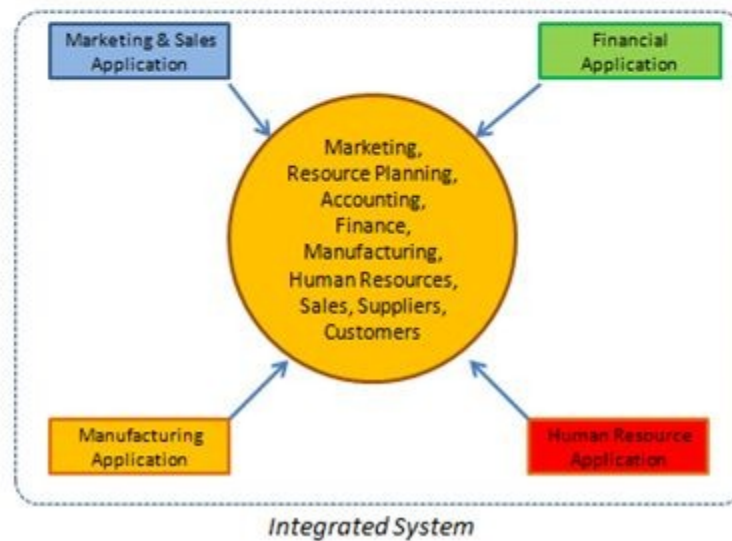 Marketing & Sales
Application
Financial
Application
Marketing,
Resource Planning,
Accounting,
Finance,
Manufacturing,
Human Resources,
Sales, Suppliers,
Customers
Manufacturing
Application
Human Resource
Application
Integrated System